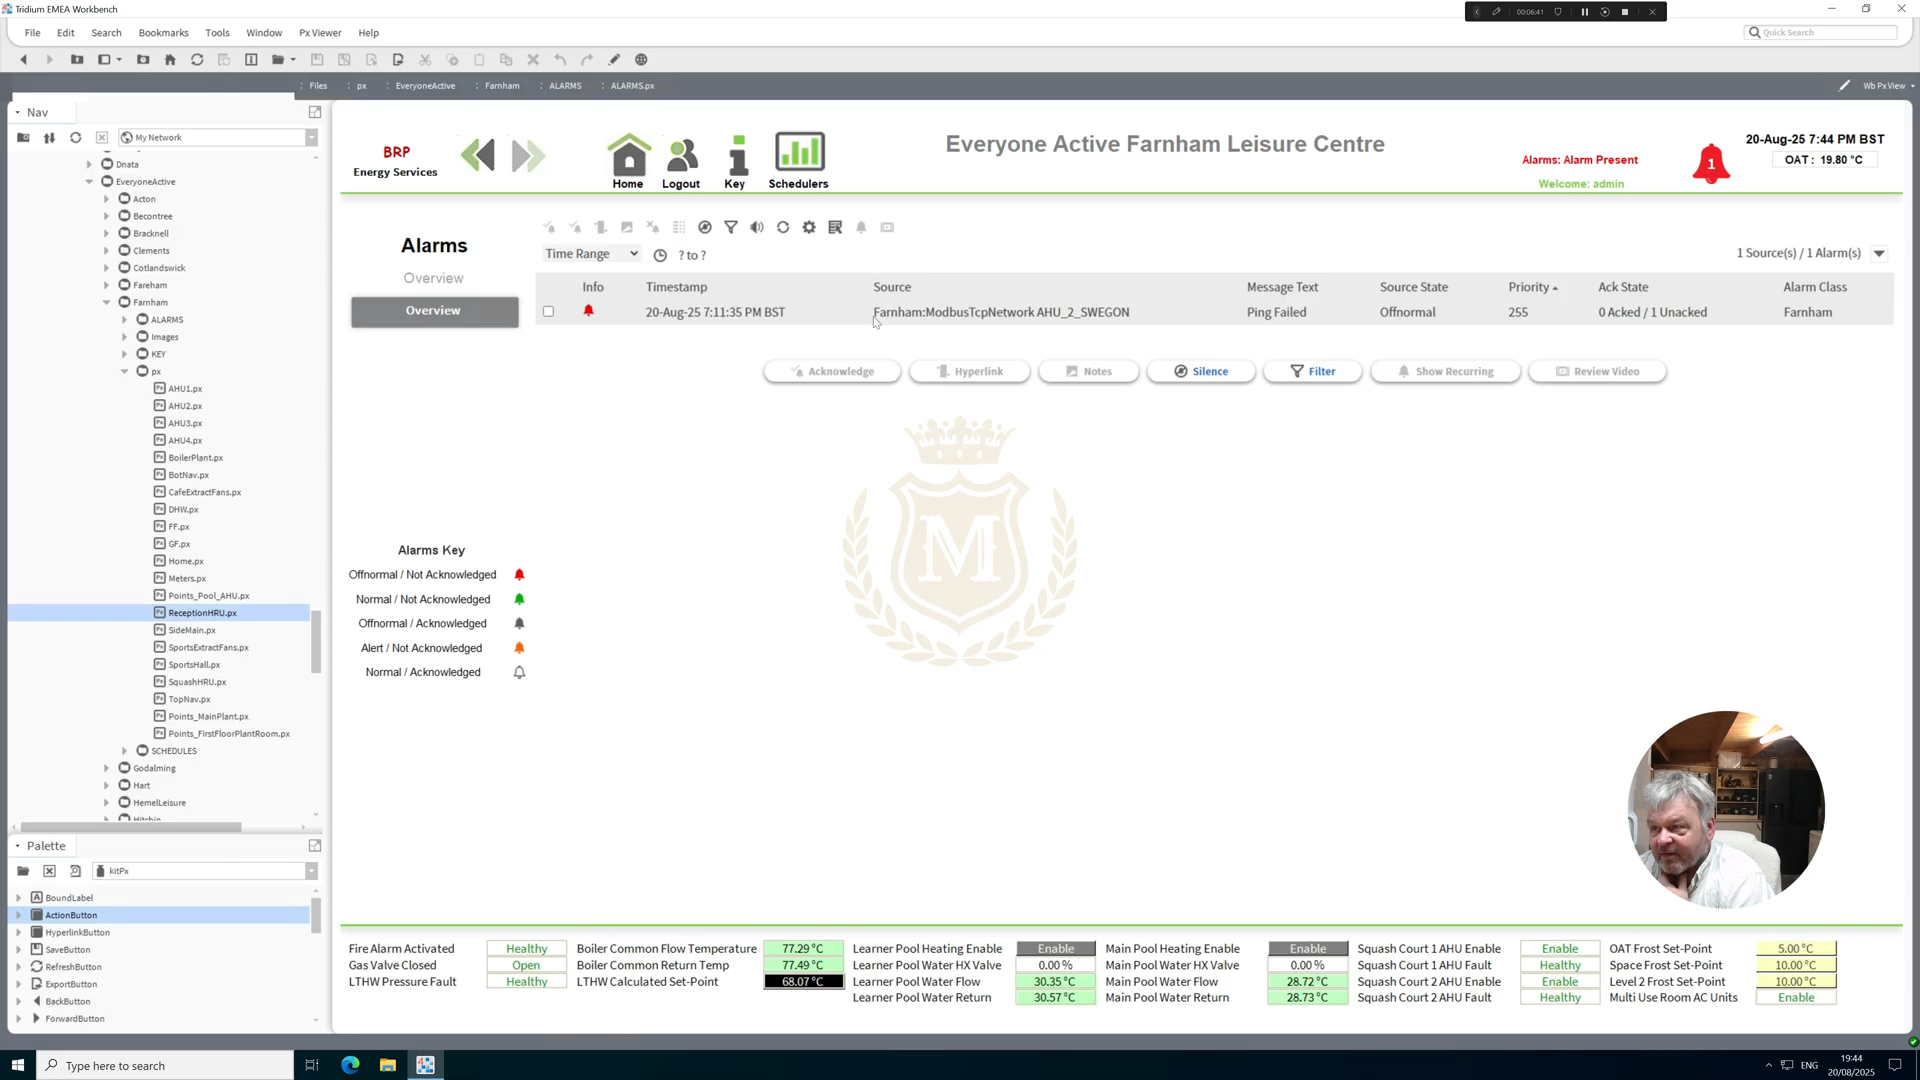 Tridium EMEA Workbench
00:06:41
File Edit Search Bookmarks Tools Window Px Viewer Help
Quick Search
Files px EveryoneActive Farnham ALARMS ALARMS.px
Wb Px View
Nav
My Network
Dnata
EveryoneActive
Acton
Becontree
Bracknell
Clements
Cotlandswick
Fareham
Farnham
ALARMS
Images
KEY
px
AHU1.px
AHU2.px
AHU3.px
AHU4.px
BoilerPlant.px
BotNav.px
CafeExtractFans.px
DHW.px
FF.px
GF.px
Home.px
Meters.px
Points_Pool_AHU.px
ReceptionHRU.px
SideMain.px
SportsExtractFans.px
SportsHall.px
SquashHRU.px
TopNav.px
Points_MainPlant.px
Points_FirstFloorPlantRoom.px
SCHEDULES
Godalming
Hart
HemelLeisure
Hitchin
Palette
kitPx
BoundLabel
ActionButton
HyperlinkButton
SaveButton
RefreshButton
ExportButton
BackButton
ForwardButton
BRP
Energy Services
Home Logout Key Schedulers
Everyone Active Farnham Leisure Centre
Alarms: Alarm Present
Welcome: admin
1
20-Aug-25 7:44 PM BST
OAT : 19.80 °C
Alarms
Overview
Overview
Time Range ? to ?
1 Source(s) / 1 Alarm(s)
Info Timestamp Source Message Text Source State Priority Ack State Alarm Class
20-Aug-25 7:11:35 PM BST Farnham:ModbusTcpNetwork AHU_2_SWEGON Ping Failed Offnormal 255 0 Acked / 1 Unacked Farnham
Acknowledge Hyperlink Notes Silence Filter Show Recurring Review Video
M
Alarms Key
Offnormal / Not Acknowledged
Normal / Not Acknowledged
Offnormal / Acknowledged
Alert / Not Acknowledged
Normal / Acknowledged
Fire Alarm Activated Healthy Boiler Common Flow Temperature 77.29 °C Learner Pool Heating Enable Enable Main Pool Heating Enable Enable Squash Court 1 AHU Enable Enable OAT Frost Set-Point 5.00 °C
Gas Valve Closed Open Boiler Common Return Temp 77.49 °C Learner Pool Water HX Valve 0.00 % Main Pool Water HX Valve 0.00 % Squash Court 1 AHU Fault Healthy Space Frost Set-Point 10.00 °C
LTHW Pressure Fault Healthy LTHW Calculated Set-Point 68.07 °C Learner Pool Water Flow 30.35 °C Main Pool Water Flow 28.72 °C Squash Court 2 AHU Enable Enable Level 2 Frost Set-Point 10.00 °C
Learner Pool Water Return 30.57 °C Main Pool Water Return 28.73 °C Squash Court 2 AHU Fault Healthy Multi Use Room AC Units Enable
Type here to search
ENG
19:44
20/08/2025